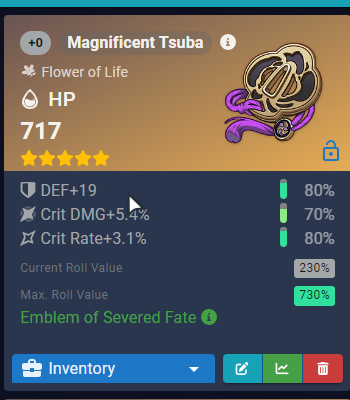 +0 Magnificent Tsuba
Flower of Life
HP
717
DEF+19 80%
Crit DMG+5.4% 70%
Crit Rate+3.1% 80%
Current Roll Value 230%
Max. Roll Value 730%
Emblem of Severed Fate
Inventory